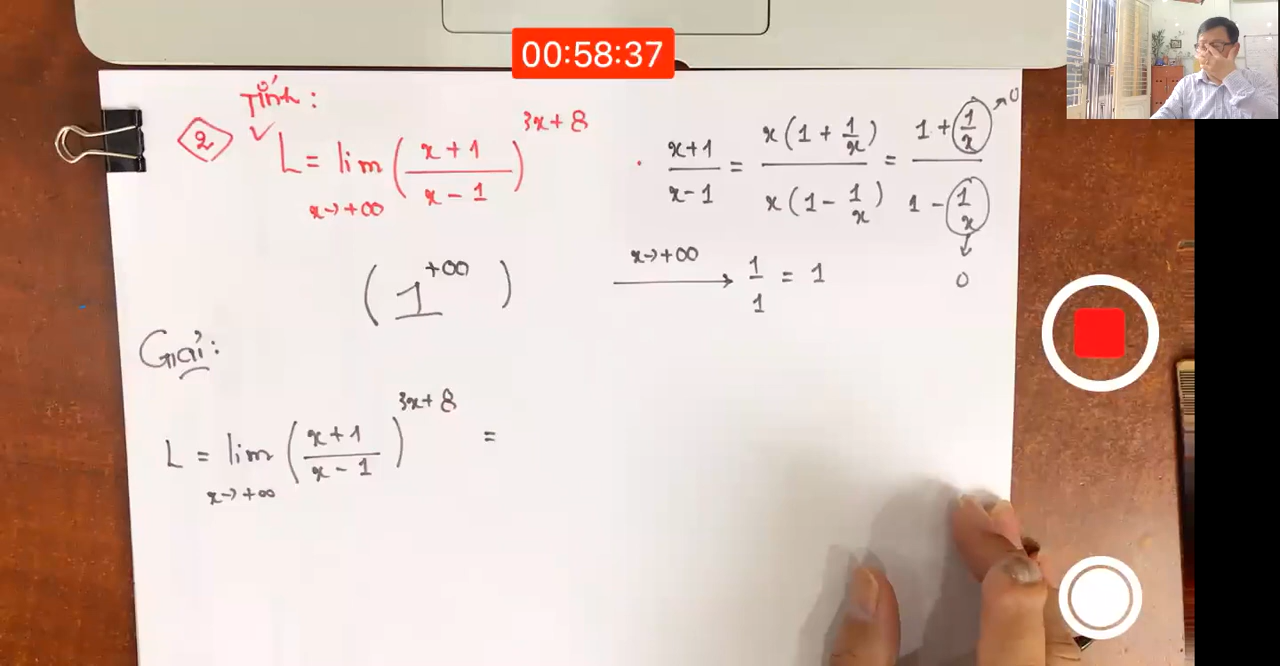 00:58:37
Tính:
2
L = lim (x+1 / x-1)^3x+8
x→+∞
(1^+∞)
x+1 / x-1 = x(1 + 1/x) / x(1 - 1/x) = 1 + 1/x / 1 - 1/x
→ 0
↓
0
x→+∞
→ 1/1 = 1
Giải:
L = lim (x+1 / x-1)^3x+8 =
x→+∞